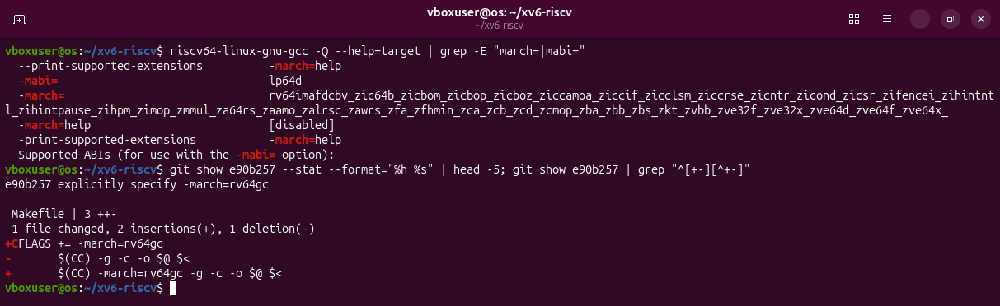 vboxuser@os: ~/xv6-riscv
~/xv6-riscv
vboxuser@os:~/xv6-riscv$ riscv64-linux-gnu-gcc -Q --help=target | grep -E "march=|mabi="
  --print-supported-extensions          -march=help
  -mabi=                                lp64d
  -march=                               rv64imafdcbv_zic64b_zicbom_zicbop_zicboz_ziccamoa_ziccif_zicclsm_ziccrse_zicntr_zicond_zicsr_zifencei_zihintnt
l_zihintpause_zihpm_zimop_zmmul_za64rs_zaamo_zalrsc_zawrs_zfa_zfhmin_zca_zcb_zcd_zcmop_zba_zbb_zbs_zkt_zvbb_zve32f_zve32x_zve64d_zve64f_zve64x_
  -march=help                           [disabled]
  -print-supported-extensions           -march=help
  Supported ABIs (for use with the -mabi= option):
vboxuser@os:~/xv6-riscv$ git show e90b257 --stat --format="%h %s" | head -5; git show e90b257 | grep "^[+-][^+-]"
e90b257 explicitly specify -march=rv64gc

 Makefile | 3 ++-
 1 file changed, 2 insertions(+), 1 deletion(-)
+CFLAGS += -march=rv64gc
-       $(CC) -g -c -o $@ $<
+       $(CC) -march=rv64gc -g -c -o $@ $<
vboxuser@os:~/xv6-riscv$